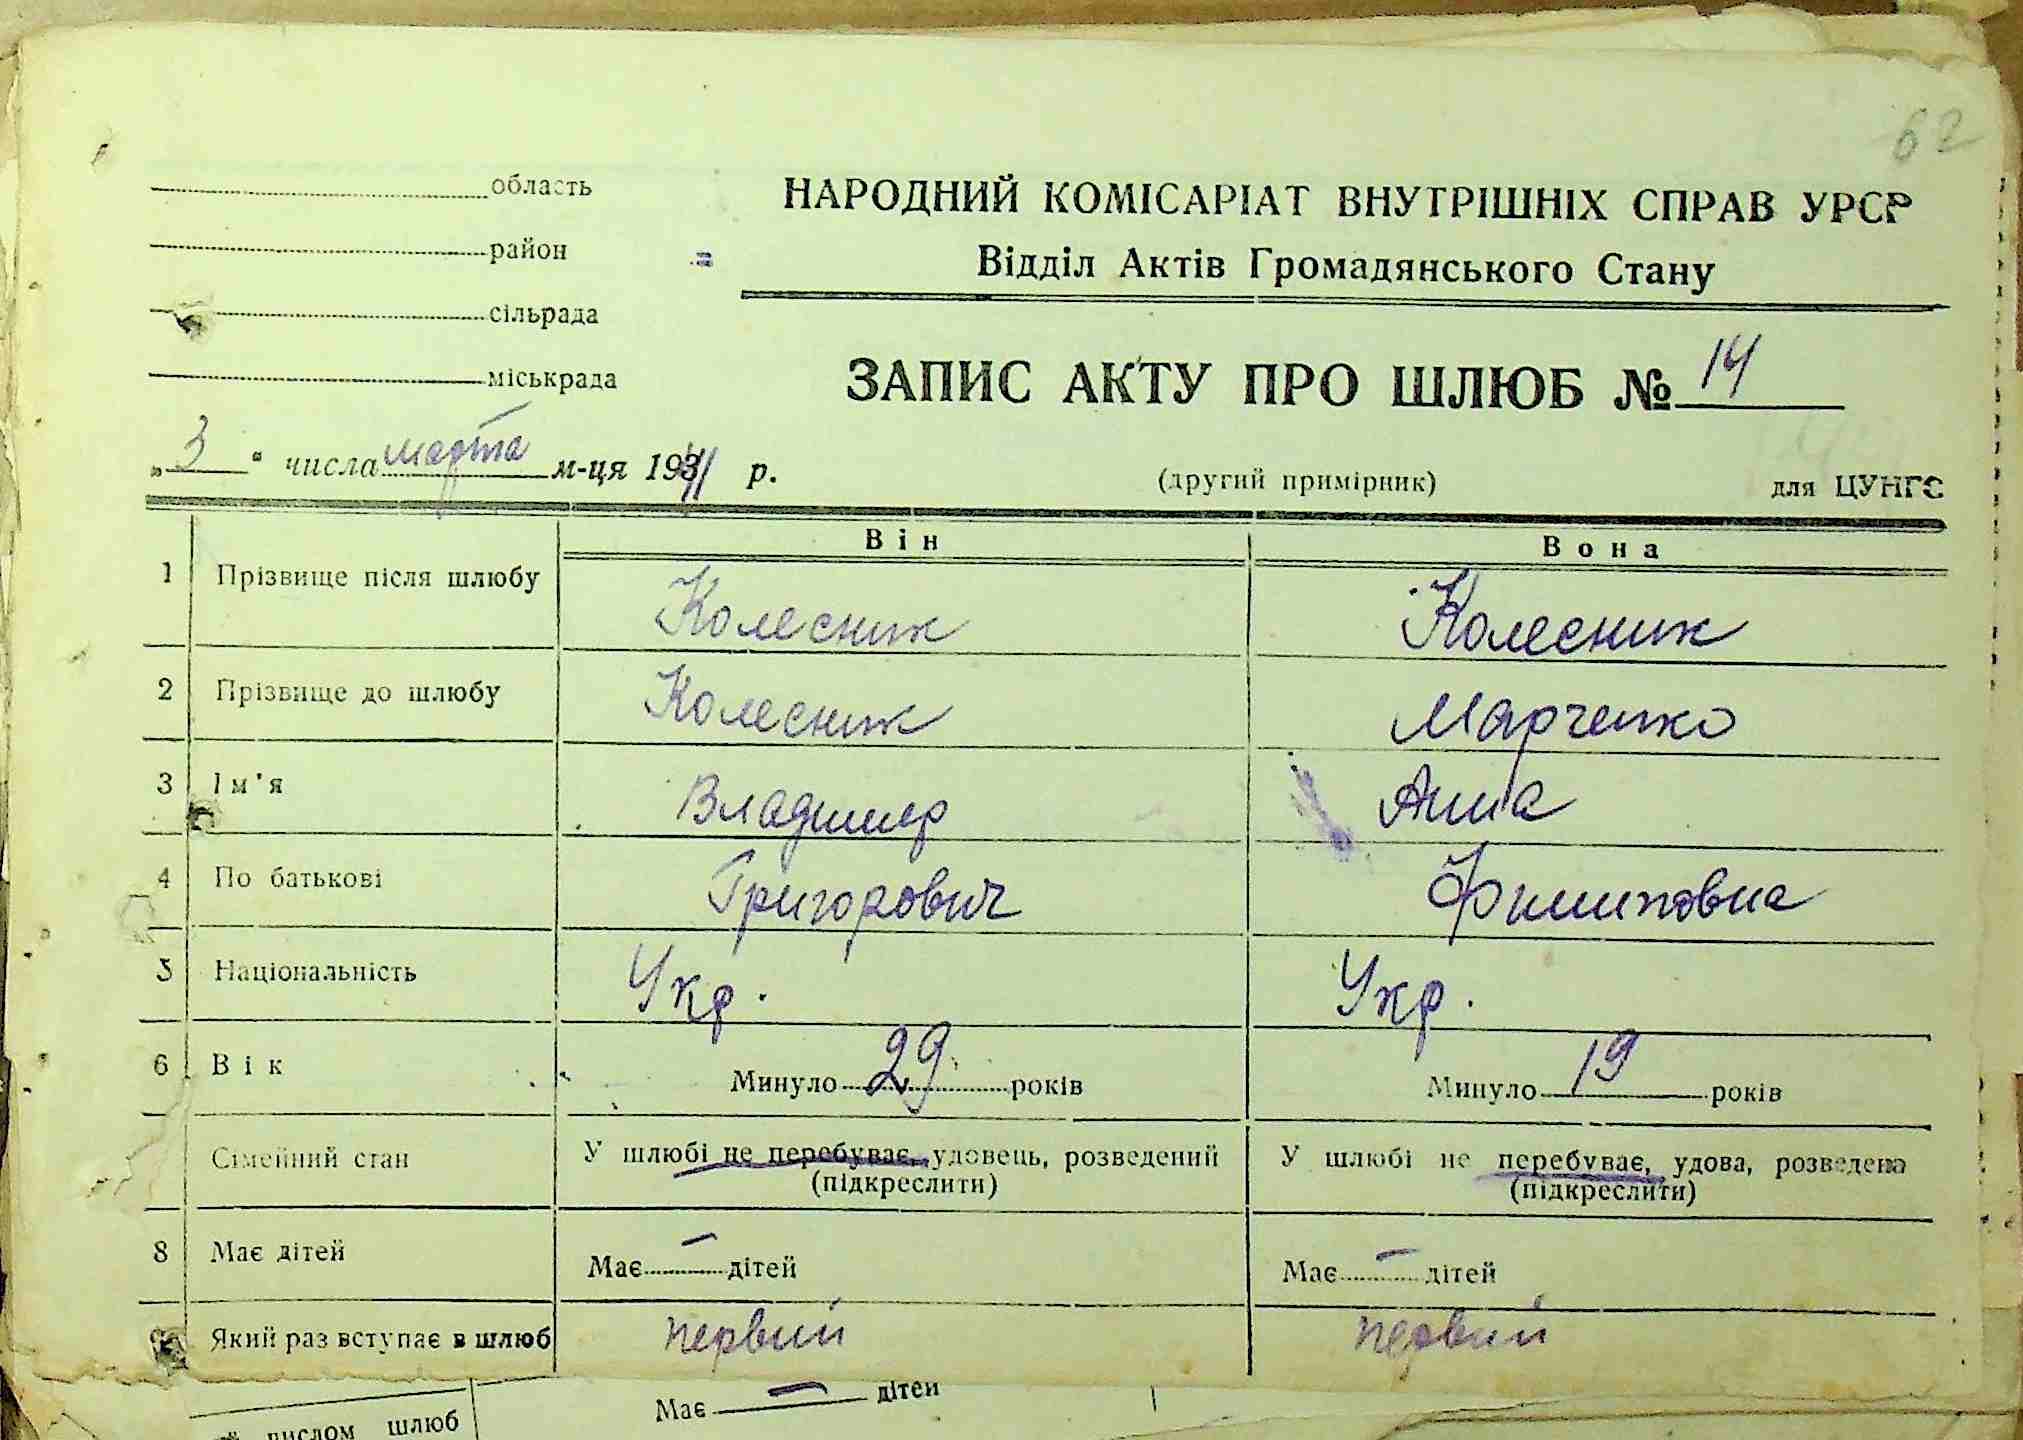 62
область
район
сільрада
міськрада
НАРОДНИЙ КОМІСАРІАТ ВНУТРІШНІХ СПРАВ УРСР
Відділ Актів Громадянського Стану
ЗАПИС АКТУ ПРО ШЛЮБ № 14
„3“ числа марта м-ця 1941 р.
(другий примірник) для ЦУНГС
Він Вона
1 Прізвище після шлюбу Колесник Колесник
2 Прізвище до шлюбу Колесник Марченко
3 Ім'я Владимир Анна
4 По батькові Григорович Филиповна
5 Національність Укр. Укр.
6 Вік Минуло 29 років Минуло 19 років
Сімейний стан У шлюбі не перебуває, удовець, розведений У шлюбі не перебуває, удова, розведена
(підкреслити) (підкреслити)
8 Має дітей Має — дітей Має — дітей
Який раз вступає в шлюб первий первий
Має — дітей
числом шлюб